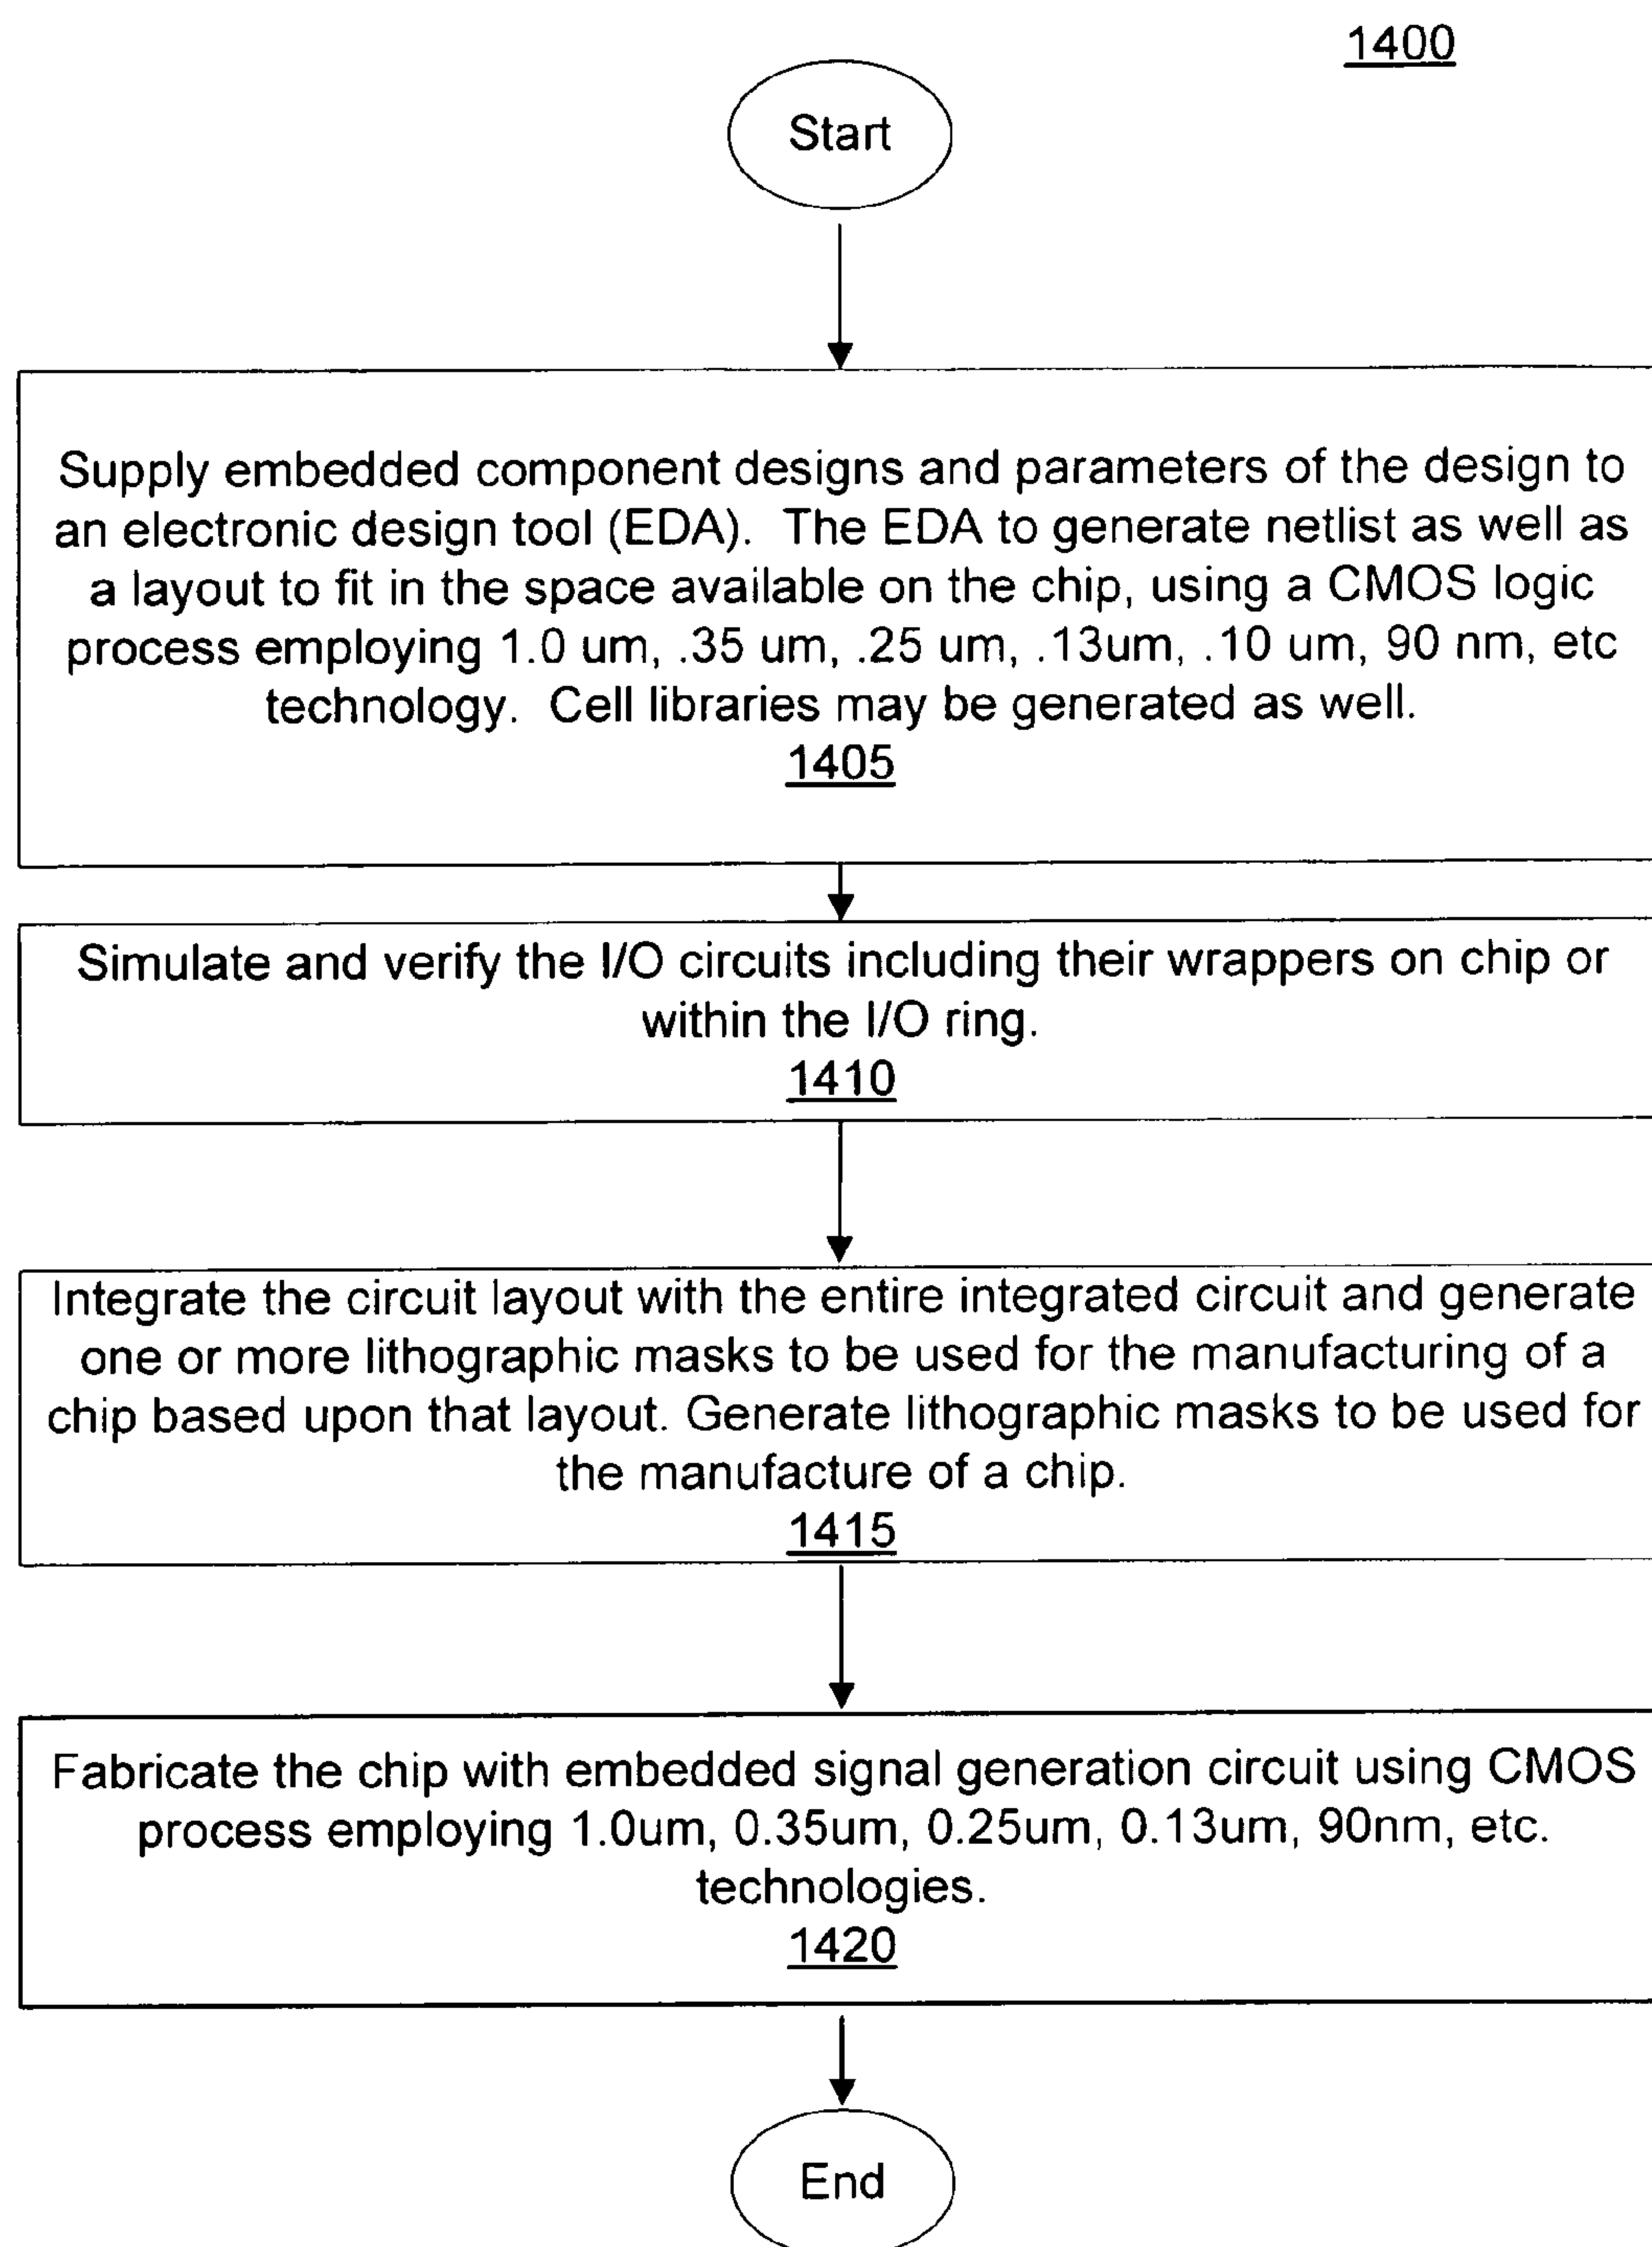 1400
Start
Supply embedded component designs and parameters of the design to
an electronic design tool (EDA).  The EDA to generate netlist as well as
a layout to fit in the space available on the chip, using a CMOS logic
process employing 1.0 um, .35 um, .25 um, .13um, .10 um, 90 nm, etc
technology.  Cell libraries may be generated as well.
1405
Simulate and verify the I/O circuits including their wrappers on chip or
within the I/O ring.
1410
Integrate the circuit layout with the entire integrated circuit and generate
one or more lithographic masks to be used for the manufacturing of a
chip based upon that layout. Generate lithographic masks to be used for
the manufacture of a chip.
1415
Fabricate the chip with embedded signal generation circuit using CMOS
process employing 1.0um, 0.35um, 0.25um, 0.13um, 90nm, etc.
technologies.
1420
End